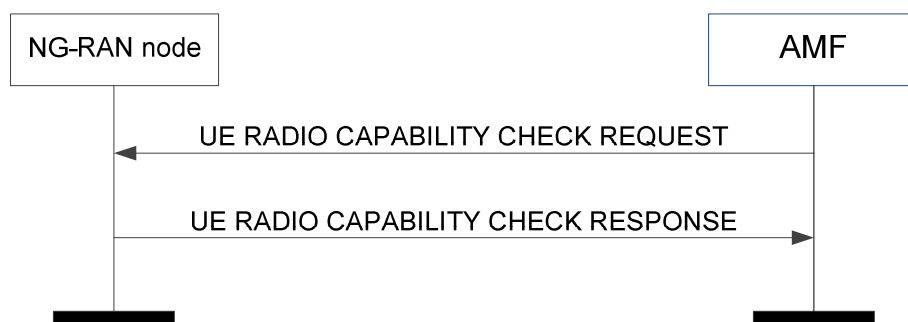 NG-RAN node
AMF
UE RADIO CAPABILITY CHECK REQUEST
UE RADIO CAPABILITY CHECK RESPONSE